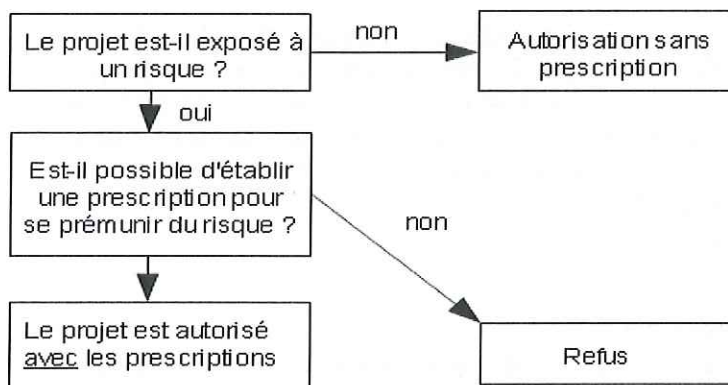 Le projet est-il exposé à
un risque ?
non
Autorisation sans
prescription
oui
Est-il possible d'établir
une prescription pour
se prémunir du risque ?
non
Le projet est autorisé
avec les prescriptions
Refus